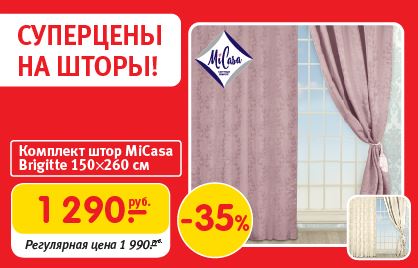 СУПЕРЦЕНЫ
НА ШТОРЫ!
MiCasa
Комплект штор MiCasa
Brigitte 150×260 см
1 290.- руб.
-35%
Регулярная цена 1 990.- руб.